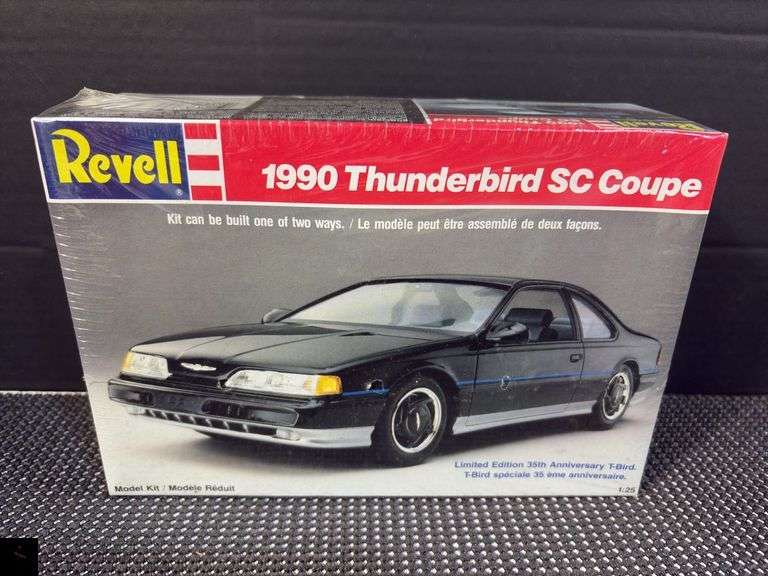 Revell
Revell®
1990 Thunderbird SC Coupe
Kit can be built one of two ways. / Le modèle peut être assemblé de deux façons.
Limited Edition 35th Anniversary T-Bird.
T-Bird spéciale 35 ème anniversaire.
Model Kit / Modèle Réduit
1:25